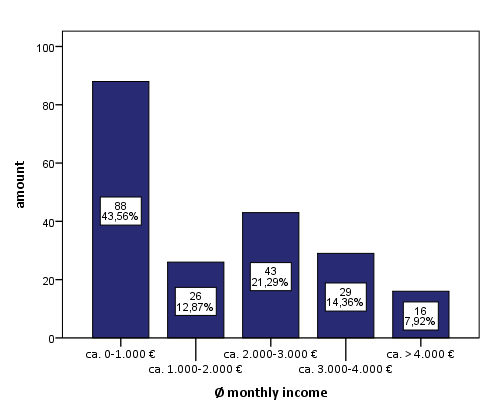 100
80
60
40
20
0
amount
88
43,56%
26
12,87%
43
21,29%
29
14,36%
16
7,92%
ca. 0-1.000 €
ca. 1.000-2.000 €
ca. 2.000-3.000 €
ca. 3.000-4.000 €
ca. > 4.000 €
Ø monthly income